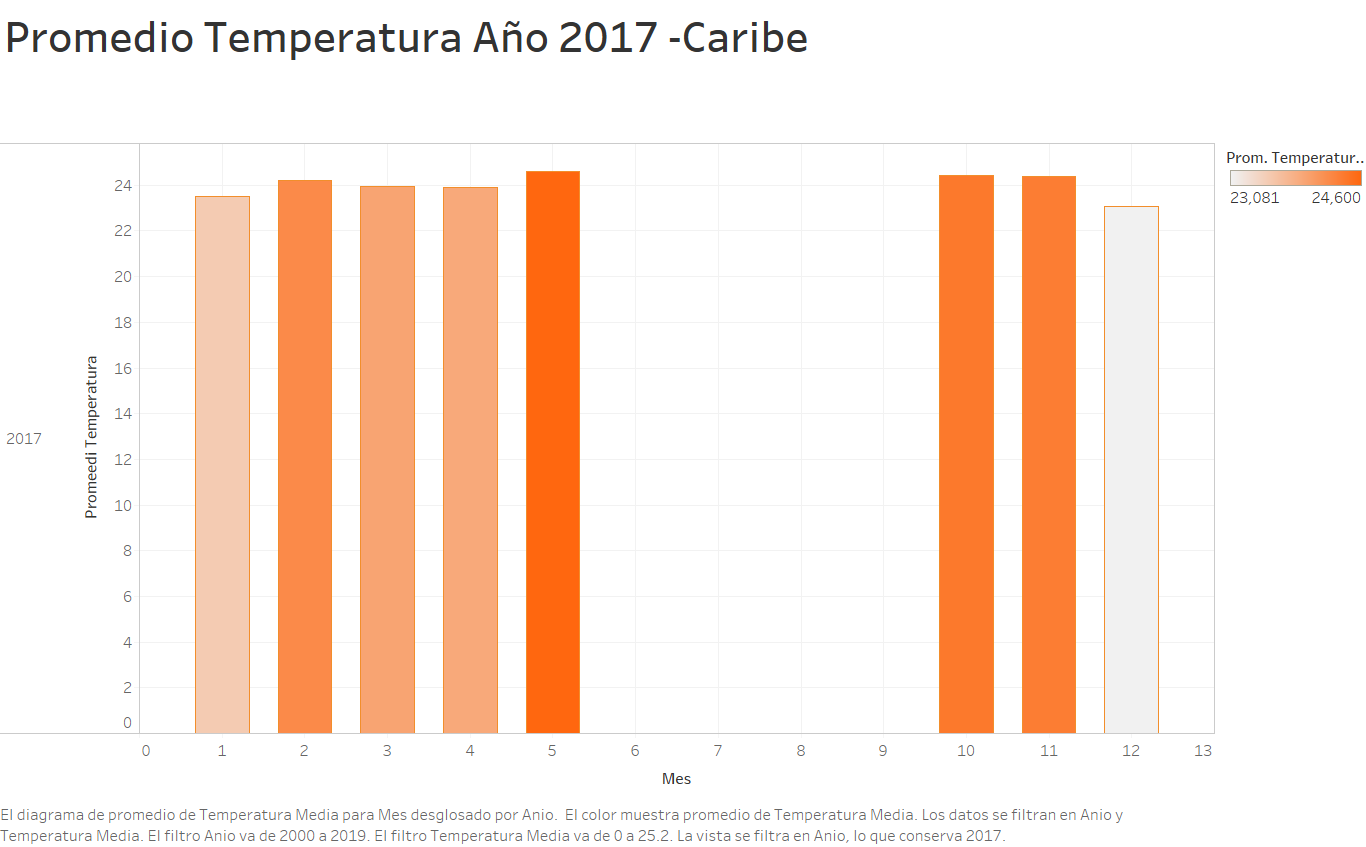 Promedio Temperatura Año 2017 -Caribe
Prom. Temperatur..
23,081 24,600
2017
Promeedi Temperatura
24
22
20
18
16
14
12
10
8
6
4
2
0
0 1 2 3 4 5 6 7 8 9 10 11 12 13
Mes
El diagrama de promedio de Temperatura Media para Mes desglosado por Anio.  El color muestra promedio de Temperatura Media. Los datos se filtran en Anio y
Temperatura Media. El filtro Anio va de 2000 a 2019. El filtro Temperatura Media va de 0 a 25.2. La vista se filtra en Anio, lo que conserva 2017.